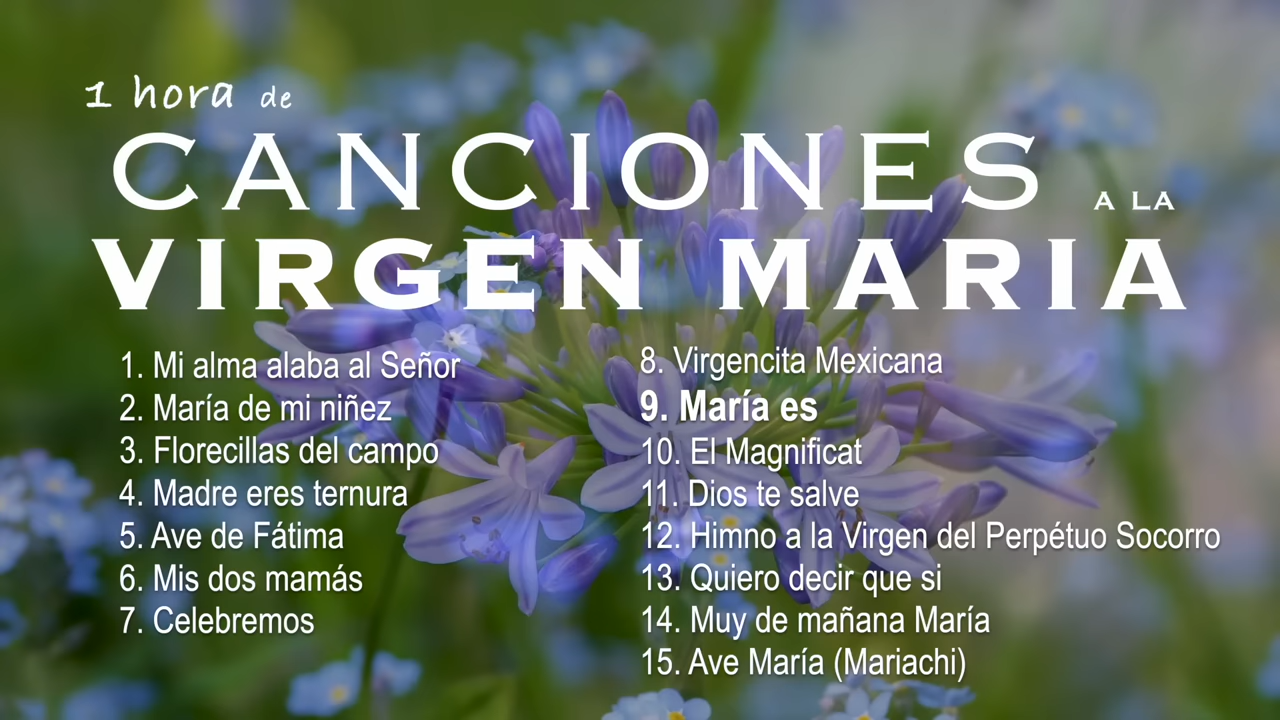 1 hora de
CANCIONES A LA
VIRGEN MARIA
1. Mi alma alaba al Señor
2. María de mi niñez
3. Florecillas del campo
4. Madre eres ternura
5. Ave de Fátima
6. Mis dos mamás
7. Celebremos
8. Virgencita Mexicana
9. María es
10. El Magnificat
11. Dios te salve
12. Himno a la Virgen del Perpétuo Socorro
13. Quiero decir que si
14. Muy de mañana María
15. Ave María (Mariachi)